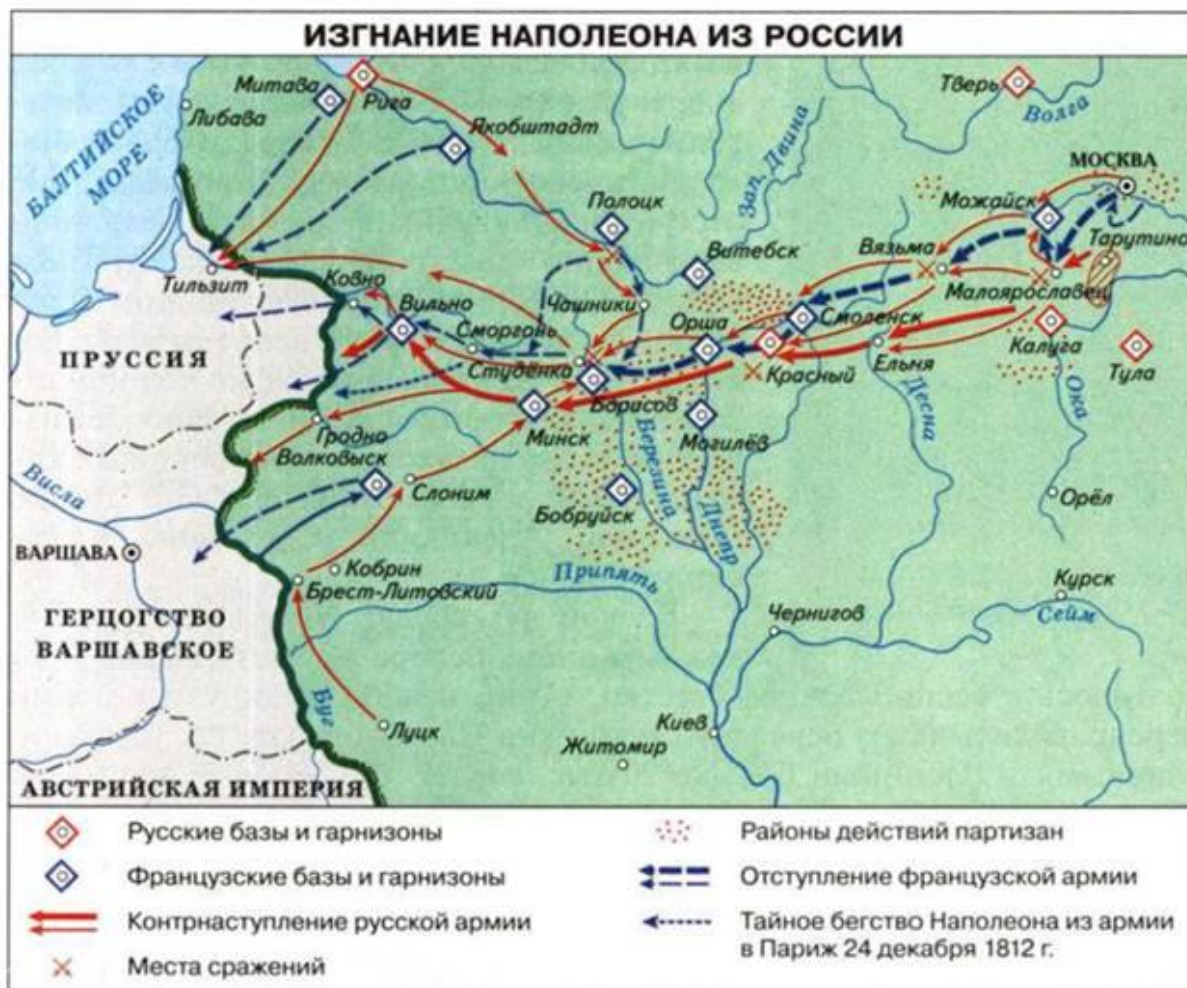 ИЗГНАНИЕ НАПОЛЕОНА ИЗ РОССИИ
Митава
Рига
Тверь
Волга
Либава
Якобштадт
БАЛТИЙСКОЕ
МОРЕ
Зап. Двина
МОСКВА
Полоцк
Можайск
Витебск
Вязьма
Тарутино
Тильзит
Ковно
Вильно
Чашники
Малоярославец
Сморгонь
Орша
Смоленск
ПРУССИЯ
Студёнка
Красный
Ельня
Калуга
Тула
Борисов
Десна
Ока
Гродно
Минск
Могилёв
Волковыск
Березина
Висла
Слоним
Бобруйск
Днепр
Орёл
ВАРШАВА
Кобрин
Припять
Брест-Литовский
Курск
ГЕРЦОГСТВО
ВАРШАВСКОЕ
Чернигов
Сейм
Буг
Луцк
Киев
Житомир
АВСТРИЙСКАЯ ИМПЕРИЯ
Русские базы и гарнизоны
Французские базы и гарнизоны
Контрнаступление русской армии
Места сражений
Районы действий партизан
Отступление французской армии
Тайное бегство Наполеона из армии
в Париж 24 декабря 1812 г.